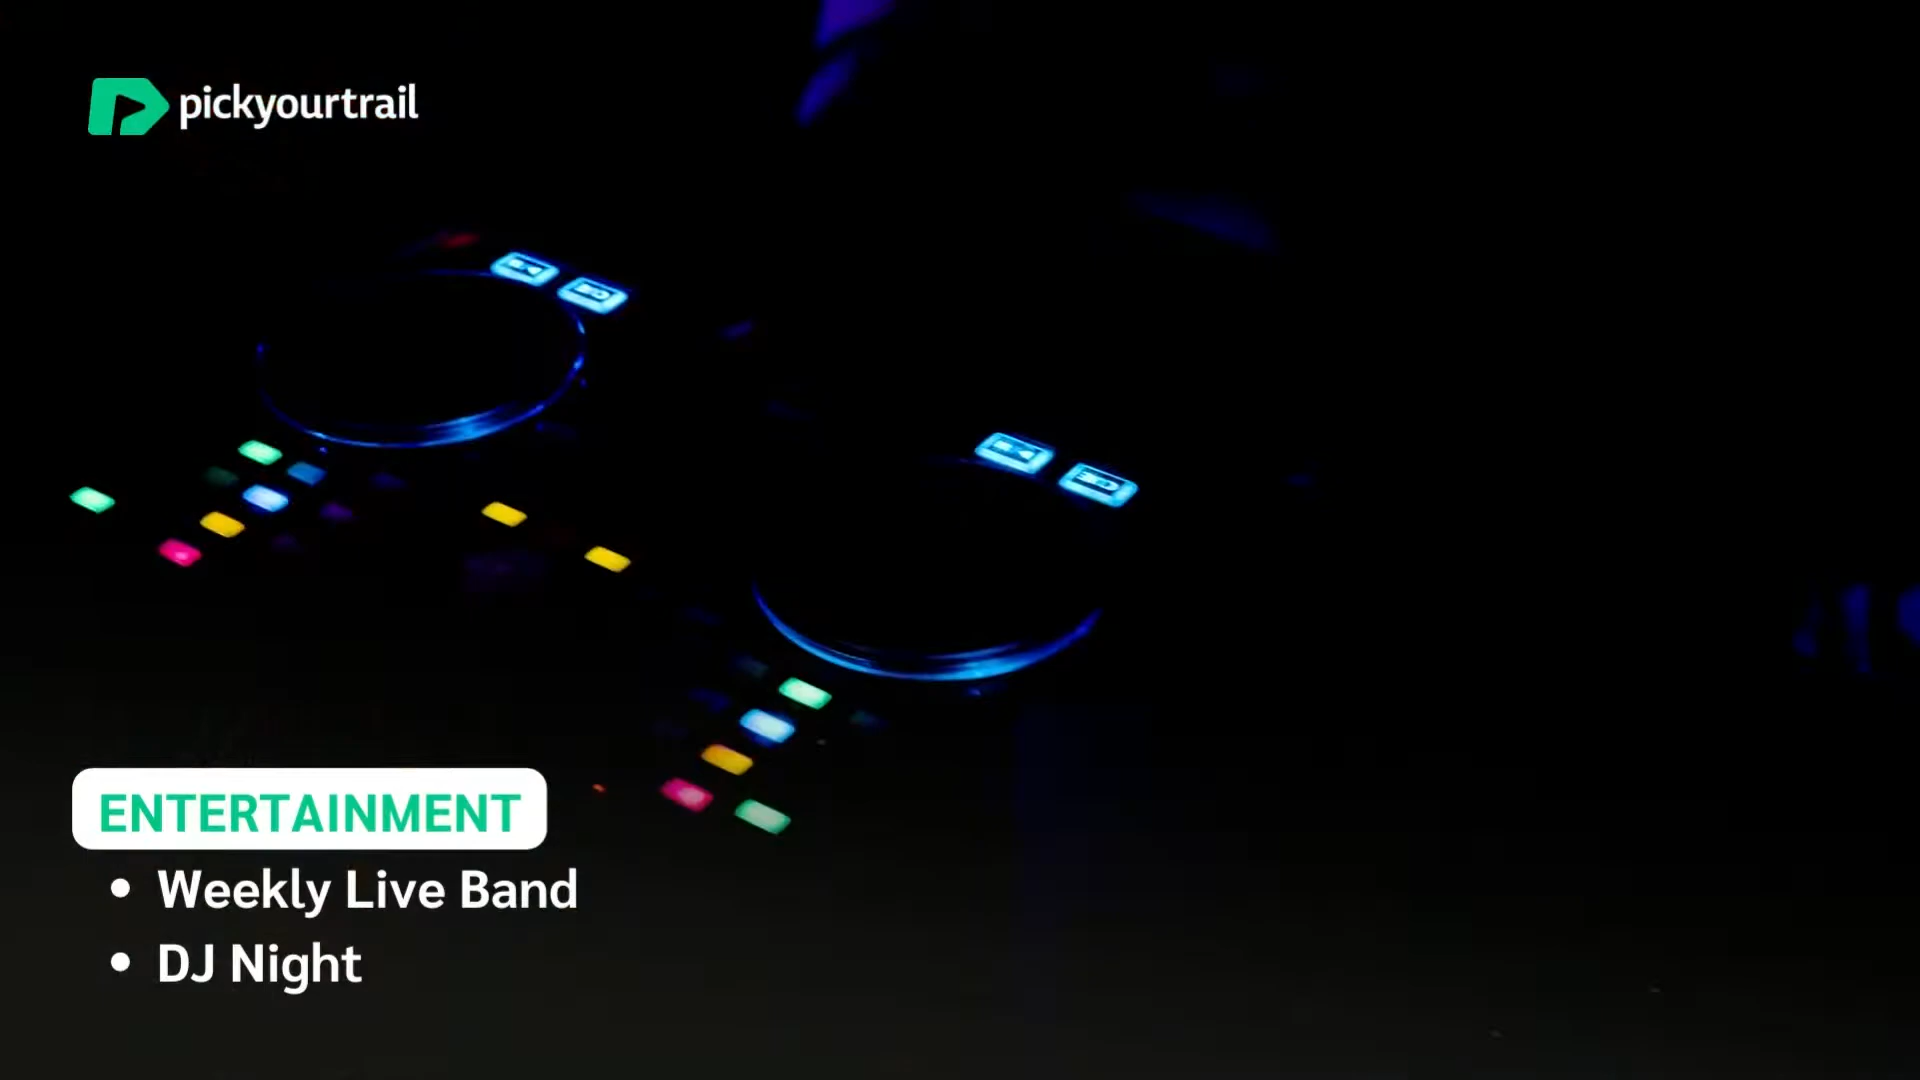 pickyourtrail
ENTERTAINMENT
• Weekly Live Band
• DJ Night